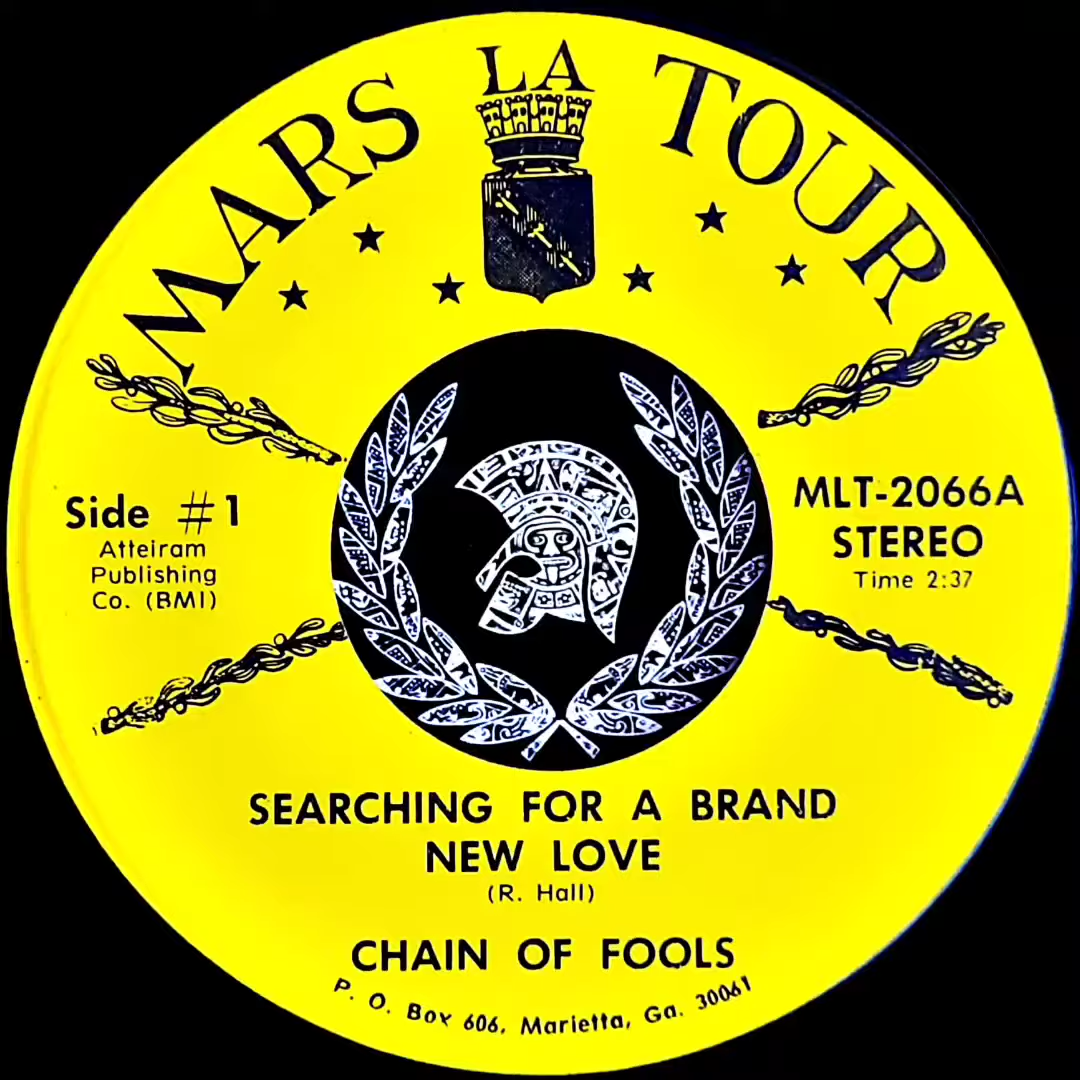 MARS LA TOUR
Side #1
Atteiram
Publishing
Co. (BMI)
MLT-2066A
STEREO
Time 2:37
SEARCHING FOR A BRAND
NEW LOVE
(R. Hall)
CHAIN OF FOOLS
P. O. Box 606, Marietta, Ga. 30061